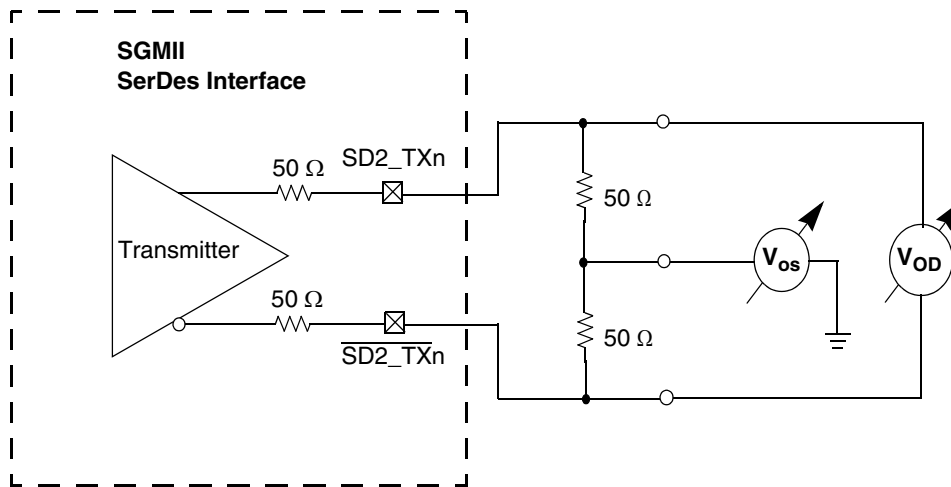 SGMII
SerDes Interface
50 Ω
SD2_TXn
50 Ω
Transmitter
Vos
VOD
50 Ω
50 Ω
SD2_TXn